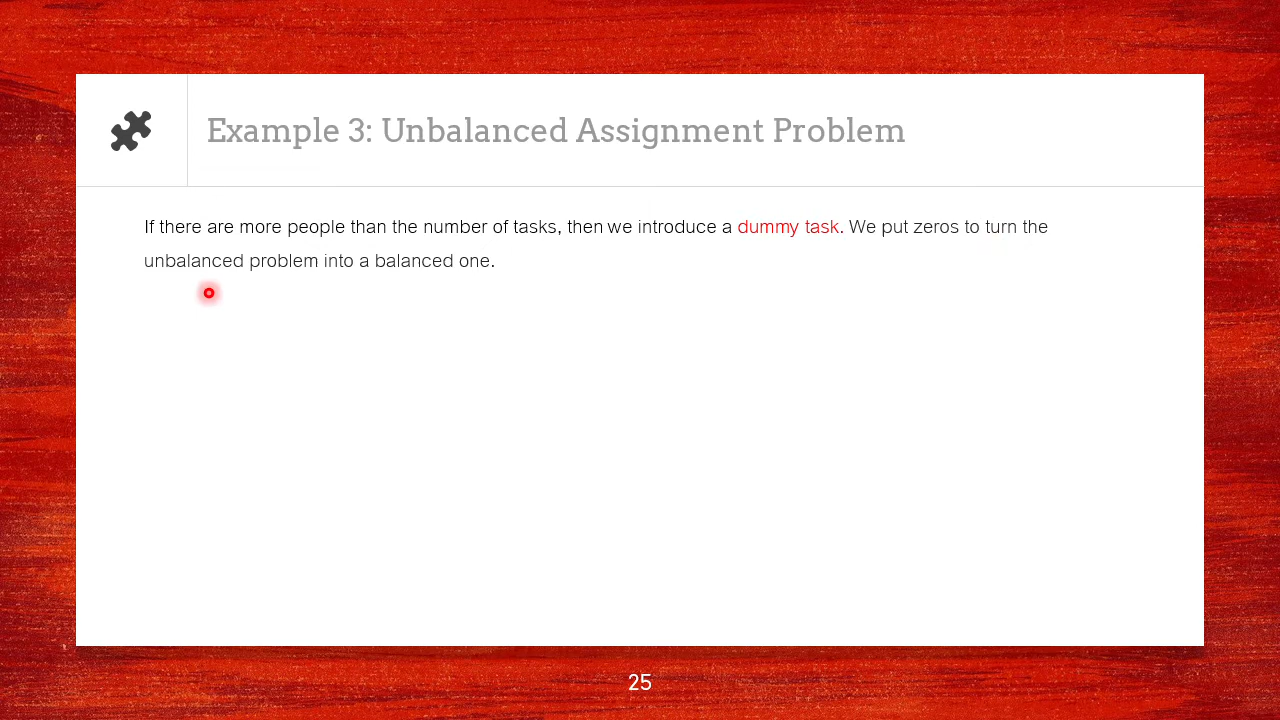 Example 3: Unbalanced Assignment Problem
If there are more people than the number of tasks, then we introduce a dummy task. We put zeros to turn the
unbalanced problem into a balanced one.
25